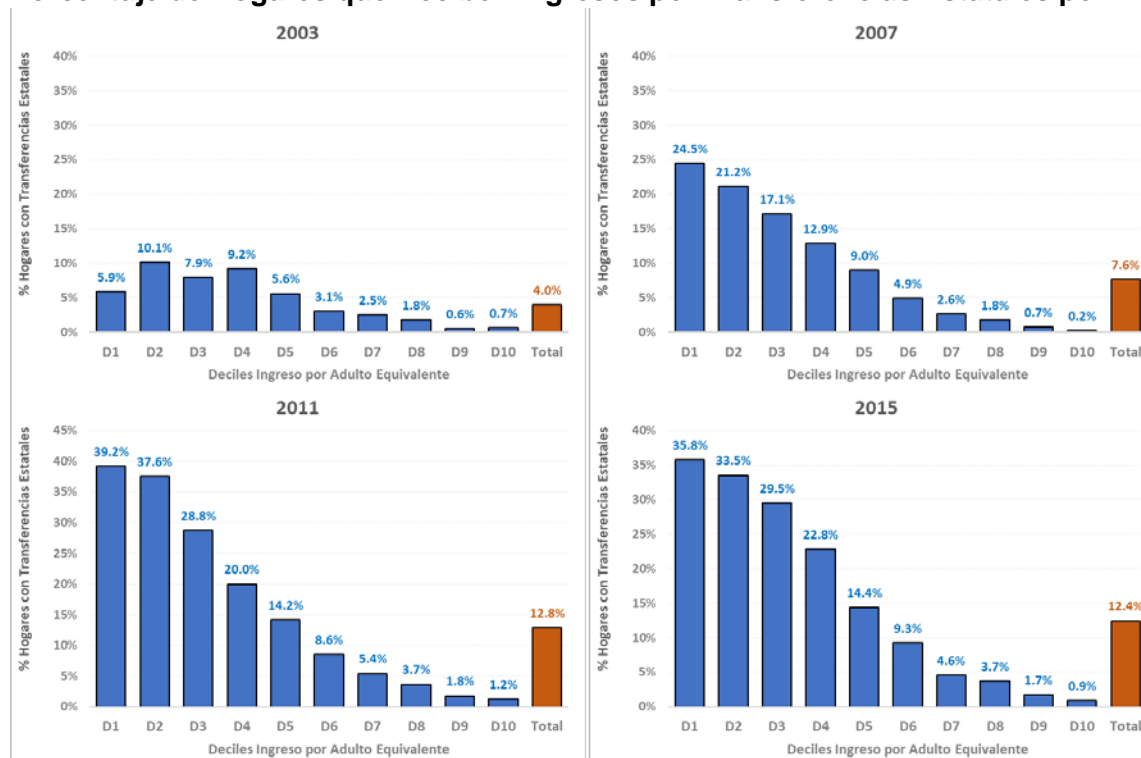 2003
% Hogares con Transferencias Estatales
40%
35%
30%
25%
20%
15%
10%
5%
0%
5.9% 10.1% 7.9% 9.2% 5.6% 3.1% 2.5% 1.8% 0.6% 0.7% 4.0%
D1 D2 D3 D4 D5 D6 D7 D8 D9 D10 Total
Deciles Ingreso por Adulto Equivalente
2007
% Hogares con Transferencias Estatales
40%
35%
30%
25%
20%
15%
10%
5%
0%
24.5% 21.2% 17.1% 12.9% 9.0% 4.9% 2.6% 1.8% 0.7% 0.2% 7.6%
D1 D2 D3 D4 D5 D6 D7 D8 D9 D10 Total
Deciles Ingreso por Adulto Equivalente
2011
% Hogares con Transferencias Estatales
45%
40%
35%
30%
25%
20%
15%
10%
5%
0%
39.2% 37.6% 28.8% 20.0% 14.2% 8.6% 5.4% 3.7% 1.8% 1.2% 12.8%
D1 D2 D3 D4 D5 D6 D7 D8 D9 D10 Total
Deciles Ingreso por Adulto Equivalente
2015
% Hogares con Transferencias Estatales
40%
35%
30%
25%
20%
15%
10%
5%
0%
35.8% 33.5% 29.5% 22.8% 14.4% 9.3% 4.6% 3.7% 1.7% 0.9% 12.4%
D1 D2 D3 D4 D5 D6 D7 D8 D9 D10 Total
Deciles Ingreso por Adulto Equivalente